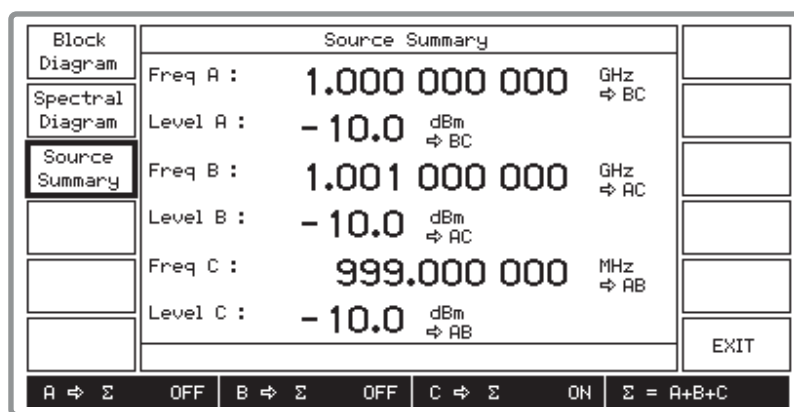 Block
Diagram
Spectral
Diagram
Source
Summary
Source Summary
Freq A : 1.000 000 000 GHz
⇨ BC
Level A : -10.0 dBm
⇨ BC
Freq B : 1.001 000 000 GHz
⇨ AC
Level B : -10.0 dBm
⇨ AC
Freq C : 999.000 000 MHz
⇨ AB
Level C : -10.0 dBm
⇨ AB
EXIT
A ⇨ Σ OFF B ⇨ Σ OFF C ⇨ Σ ON Σ = A+B+C